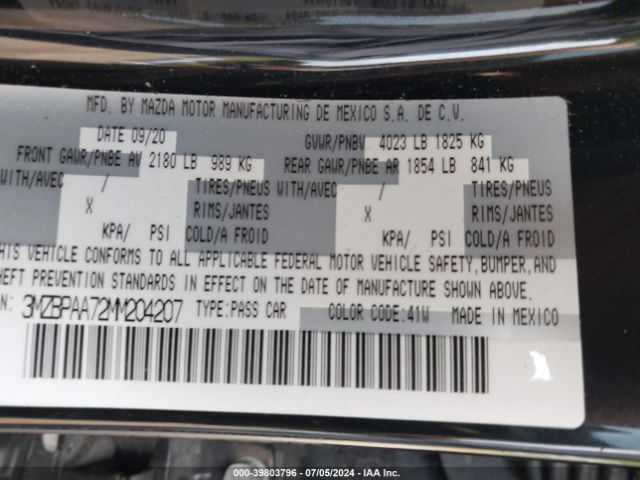 MFD. BY MAZDA MOTOR MANUFACTURING DE MEXICO S.A. DE C.V.
DATE 09/20 GVWR/PNBV 4023 LB 1825 KG
FRONT GAWR/PNBE AV 2180 LB 989 KG REAR GAWR/PNBE AR 1854 LB 841 KG
WITH/AVEC / TIRES/PNEUS WITH/AVEC / TIRES/PNEUS
X RIMS/JANTES X RIMS/JANTES
KPA/ PSI COLD/A FROID KPA/ PSI COLD/A FROID
THIS VEHICLE CONFORMS TO ALL APPLICABLE FEDERAL MOTOR VEHICLE SAFETY, BUMPER, AND
THEFT PREVENTION STANDARDS IN EFFECT ON THE DATE OF MANUFACTURE SHOWN ABOVE.
N: 3MZBPAA72MM204207 TYPE:PASS CAR COLOR CODE:41W MADE IN MEXICO
000-39803796 - 07/05/2024 - IAA Inc.